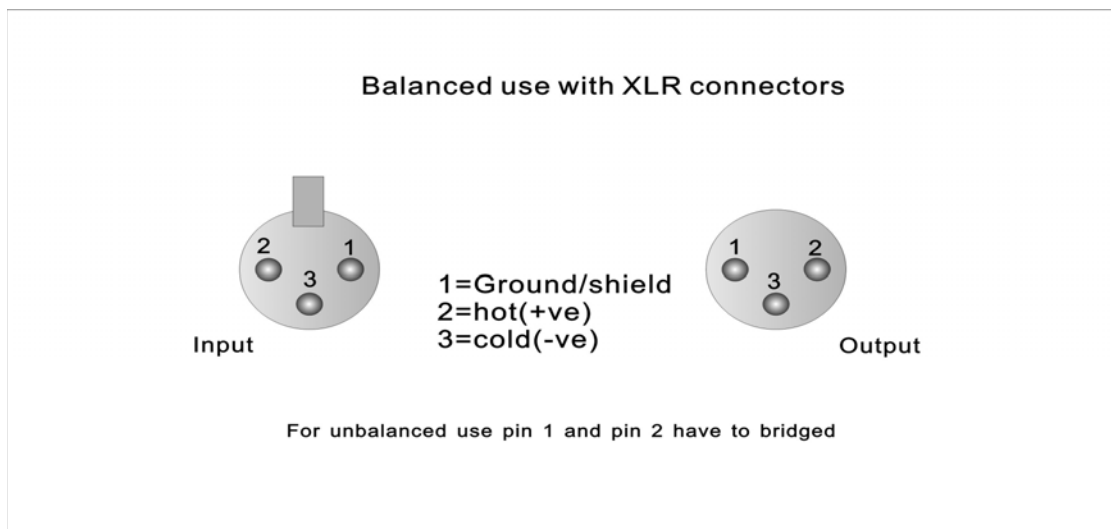 Balanced use with XLR connectors
2 1
3
Input
1=Ground/shield
2=hot(+ve)
3=cold(-ve)
1 2
3
Output
For unbalanced use pin 1 and pin 2 have to bridged